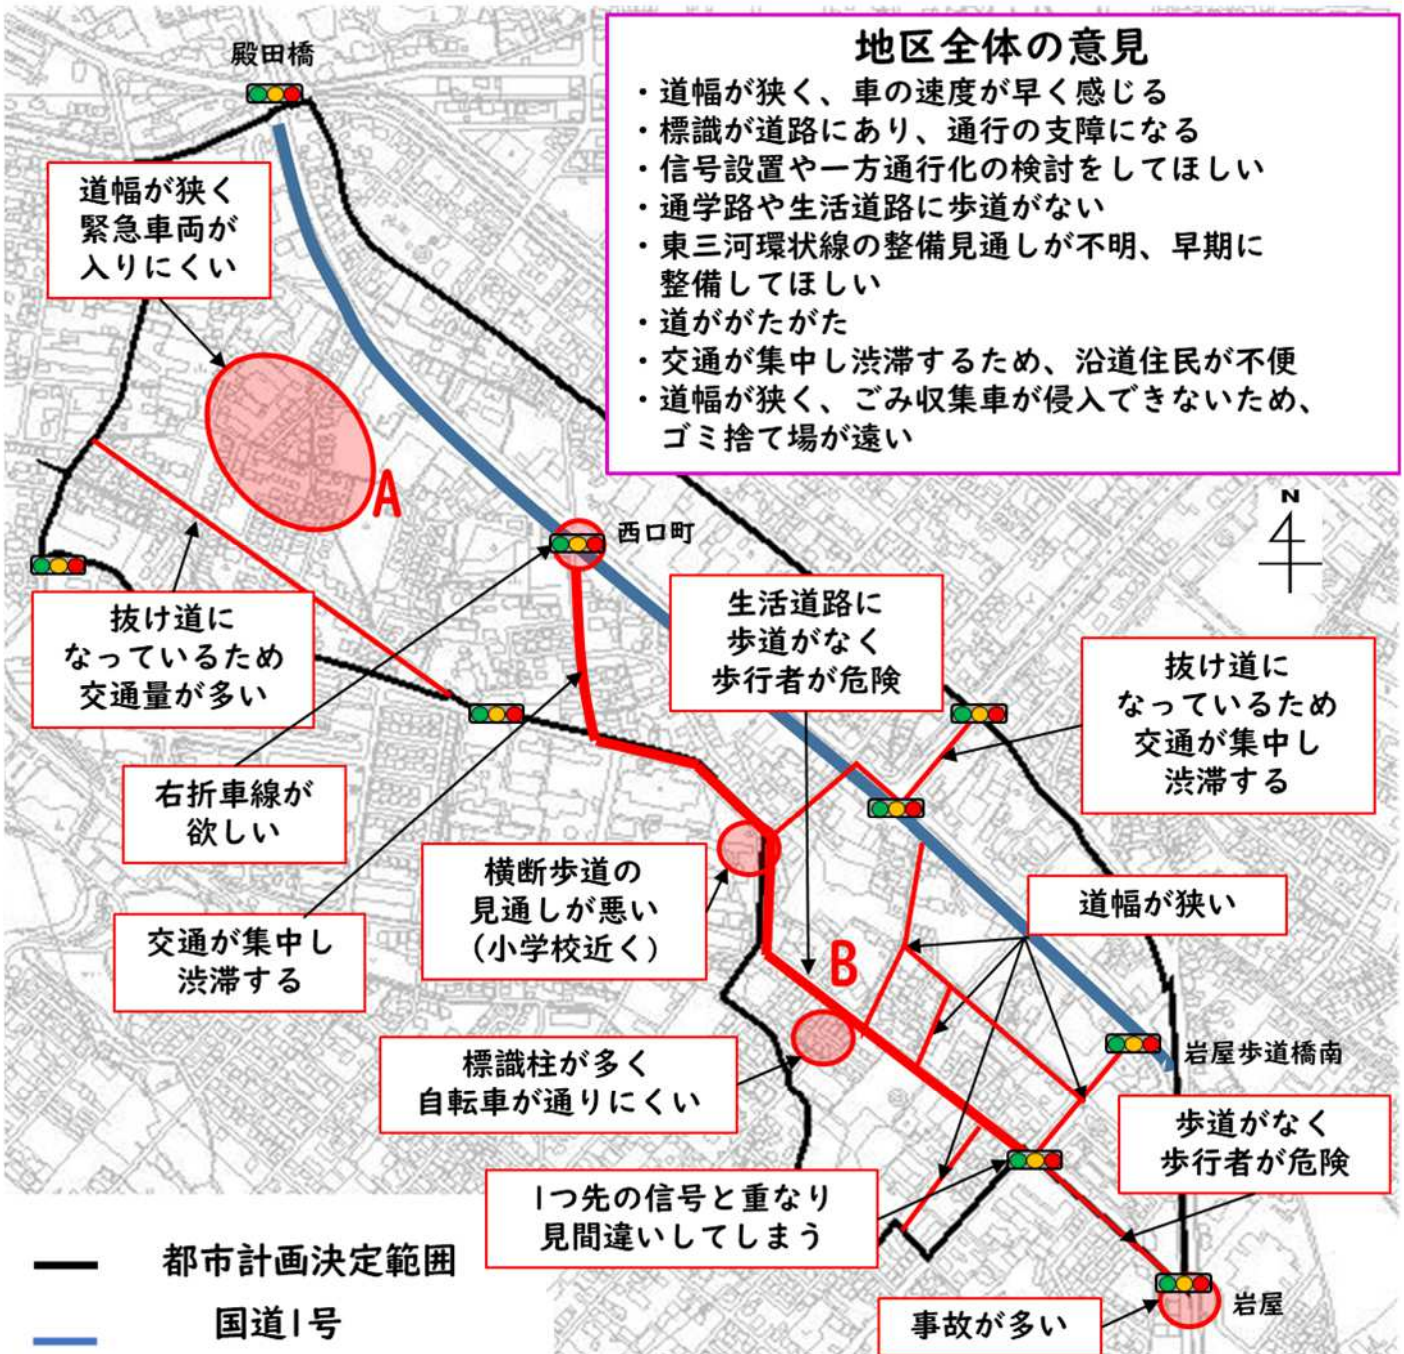 殿田橋
地区全体の意見
・道幅が狭く、車の速度が早く感じる
・標識が道路にあり、通行の支障になる
・信号設置や一方通行化の検討をしてほしい
・通学路や生活道路に歩道がない
・東三河環状線の整備見通しが不明、早期に
整備してほしい
・道ががたがた
・交通が集中し渋滞するため、沿道住民が不便
・道幅が狭く、ごみ収集車が侵入できないため、
ゴミ捨て場が遠い
道幅が狭く
緊急車両が
入りにくい
A
N
西口町
抜け道に
なっているため
交通量が多い
生活道路に
歩道がなく
歩行者が危険
抜け道に
なっているため
交通が集中し
渋滞する
右折車線が
欲しい
横断歩道の
見通しが悪い
(小学校近く)
道幅が狭い
交通が集中し
渋滞する
B
標識柱が多く
自転車が通りにくい
岩屋歩道橋南
歩道がなく
歩行者が危険
1つ先の信号と重なり
見間違いしてしまう
事故が多い
岩屋
都市計画決定範囲
国道1号